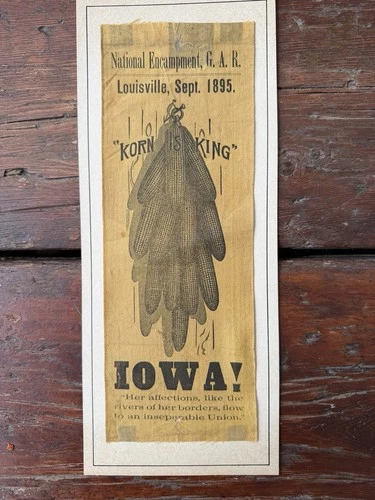 National Encampment, G. A. R.
Louisville, Sept. 1895.
"KORN IS KING"
IOWA!
"Her affections, like the
rivers of her borders, flow
to an inseperable Union."